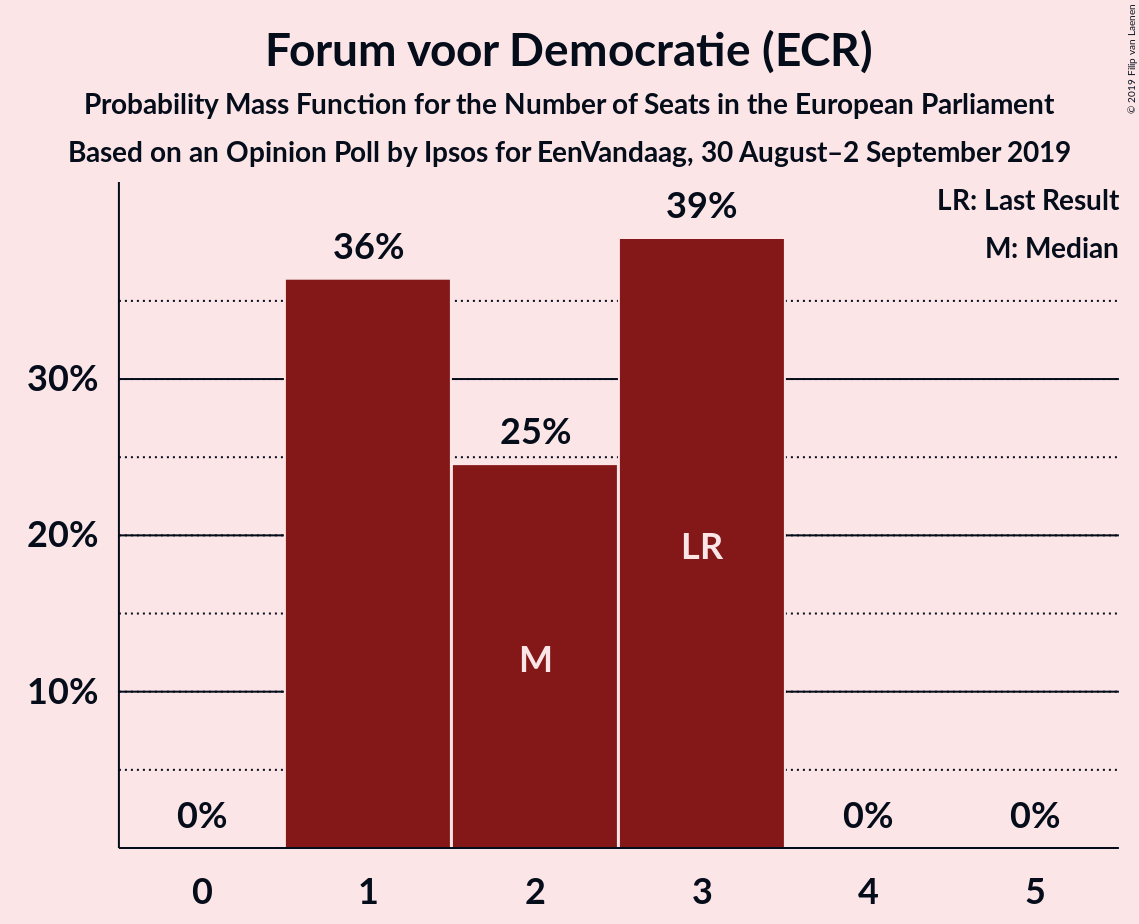 Forum voor Democratie (ECR)
Probability Mass Function for the Number of Seats in the European Parliament
Based on an Opinion Poll by Ipsos for EenVandaag, 30 August–2 September 2019
© 2019 Filip van Laenen
LR: Last Result
M: Median
39%
36%
30%
25%
20%
LR
M
10%
0%
0%
0%
0 1 2 3 4 5